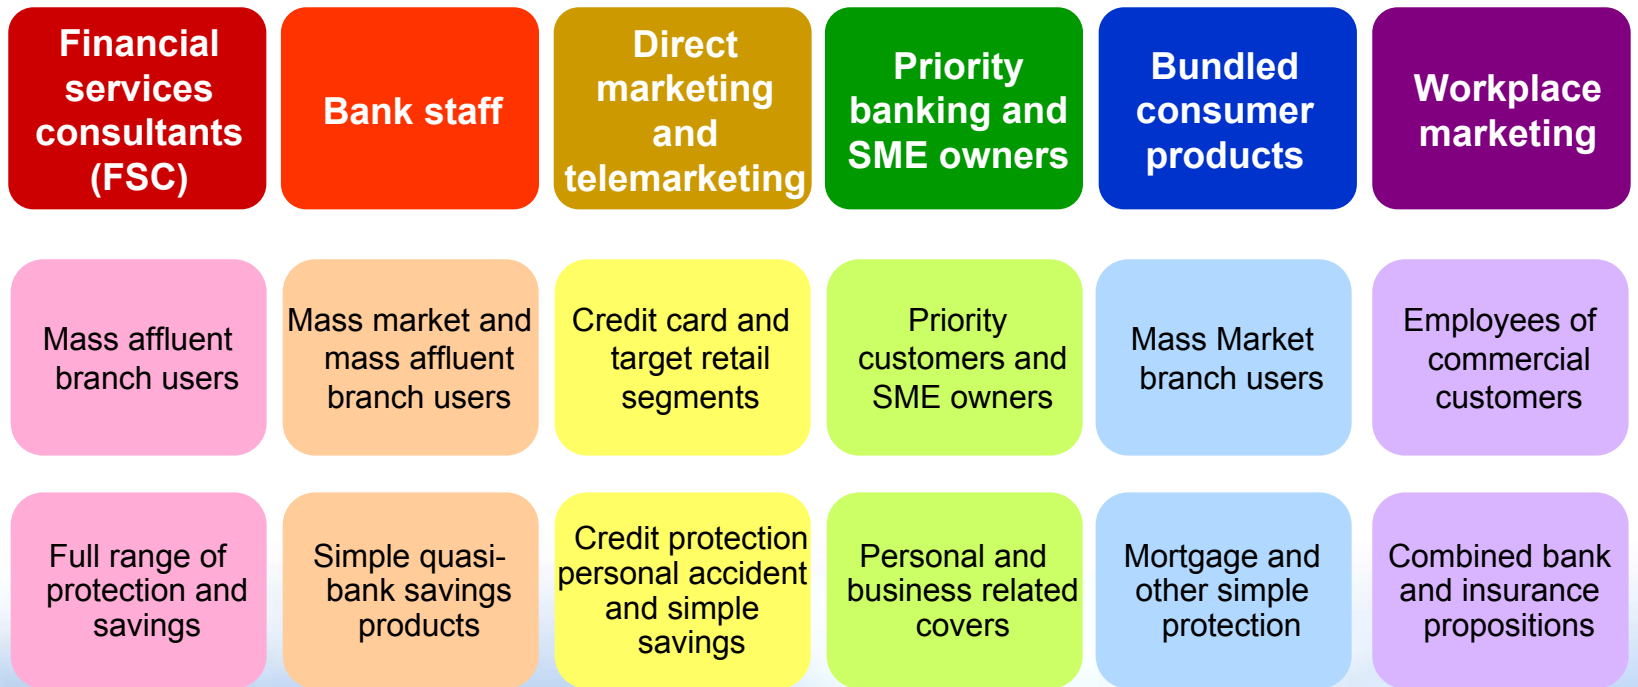 Financial
services
consultants
(FSC)
Bank staff
Direct
marketing
and
telemarketing
Priority
banking and
SME owners
Bundled
consumer
products
Workplace
marketing
Mass affluent
branch users
Mass market and
mass affluent
branch users
Credit card and
target retail
segments
Priority
customers and
SME owners
Mass Market
branch users
Employees of
commercial
customers
Full range of
protection and
savings
Simple quasi-
bank savings
products
Credit protection
personal accident
and simple
savings
Personal and
business related
covers
Mortgage and
other simple
protection
Combined bank
and insurance
propositions